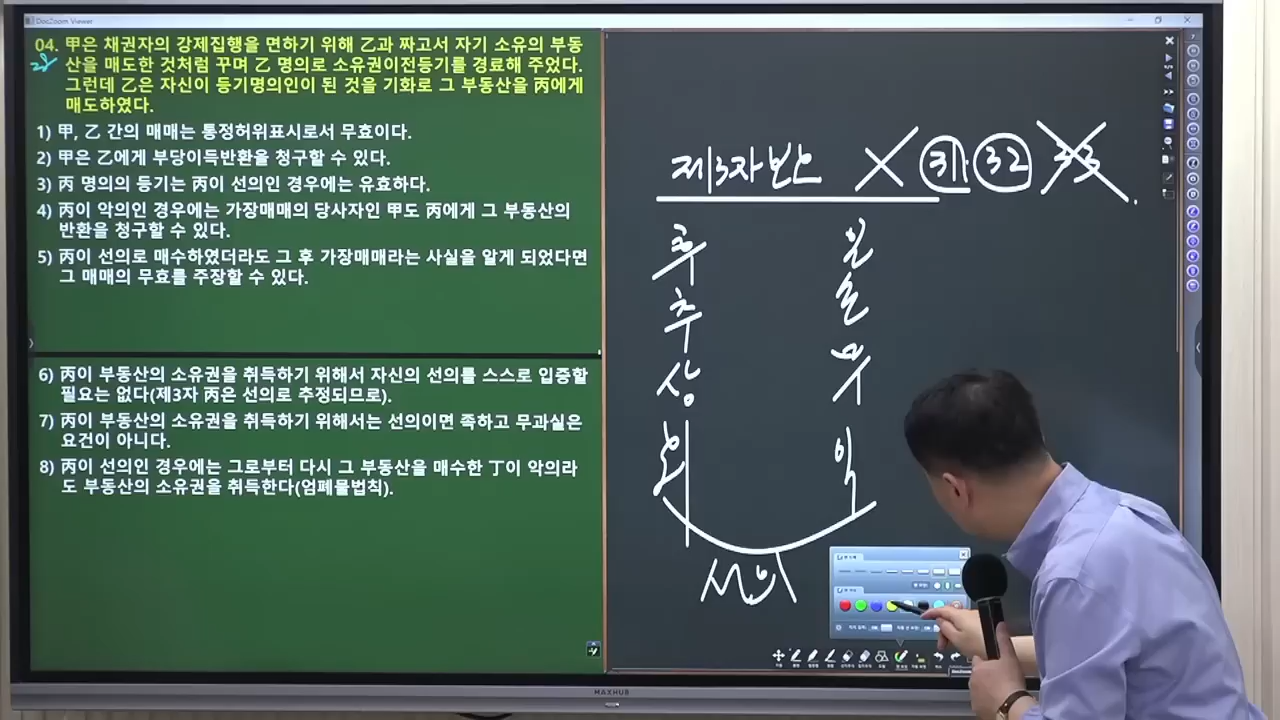 DocZoom Viewer
04. 甲은 채권자의 강제집행을 면하기 위해 乙과 짜고서 자기 소유의 부동
산을 매도한 것처럼 꾸며 乙 명의로 소유권이전등기를 경료해 주었다.
그런데 乙은 자신이 등기명의인이 된 것을 기화로 그 부동산을 丙에게
매도하였다.
1) 甲, 乙 간의 매매는 통정허위표시로서 무효이다.
2) 甲은 乙에게 부당이득반환을 청구할 수 있다.
3) 丙 명의의 등기는 丙이 선의인 경우에는 유효하다.
4) 丙이 악의인 경우에는 가장매매의 당사자인 甲도 丙에게 그 부동산의
반환을 청구할 수 있다.
5) 丙이 선의로 매수하였더라도 그 후 가장매매라는 사실을 알게 되었다면
그 매매의 무효를 주장할 수 있다.
6) 丙이 부동산의 소유권을 취득하기 위해서 자신의 선의를 스스로 입증할
필요는 없다(제3자 丙은 선의로 추정되므로).
7) 丙이 부동산의 소유권을 취득하기 위해서는 선의이면 족하고 무과실은
요건이 아니다.
8) 丙이 선의인 경우에는 그로부터 다시 그 부동산을 매수한 丁이 악의라
도 부동산의 소유권을 취득한다(엄폐물법칙).
제3자보는 31 32 33
추
상
무
MAXHUB